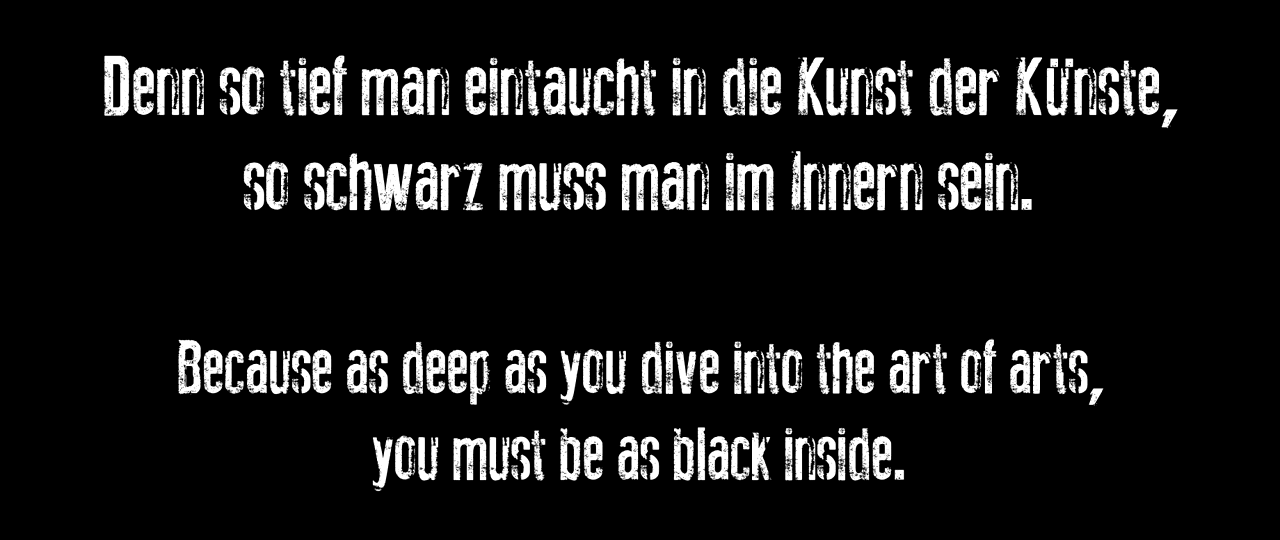 Denn so tief man eintaucht in die Kunst der Künste,
so schwarz muss man im Innern sein.
Because as deep as you dive into the art of arts,
you must be as black inside.